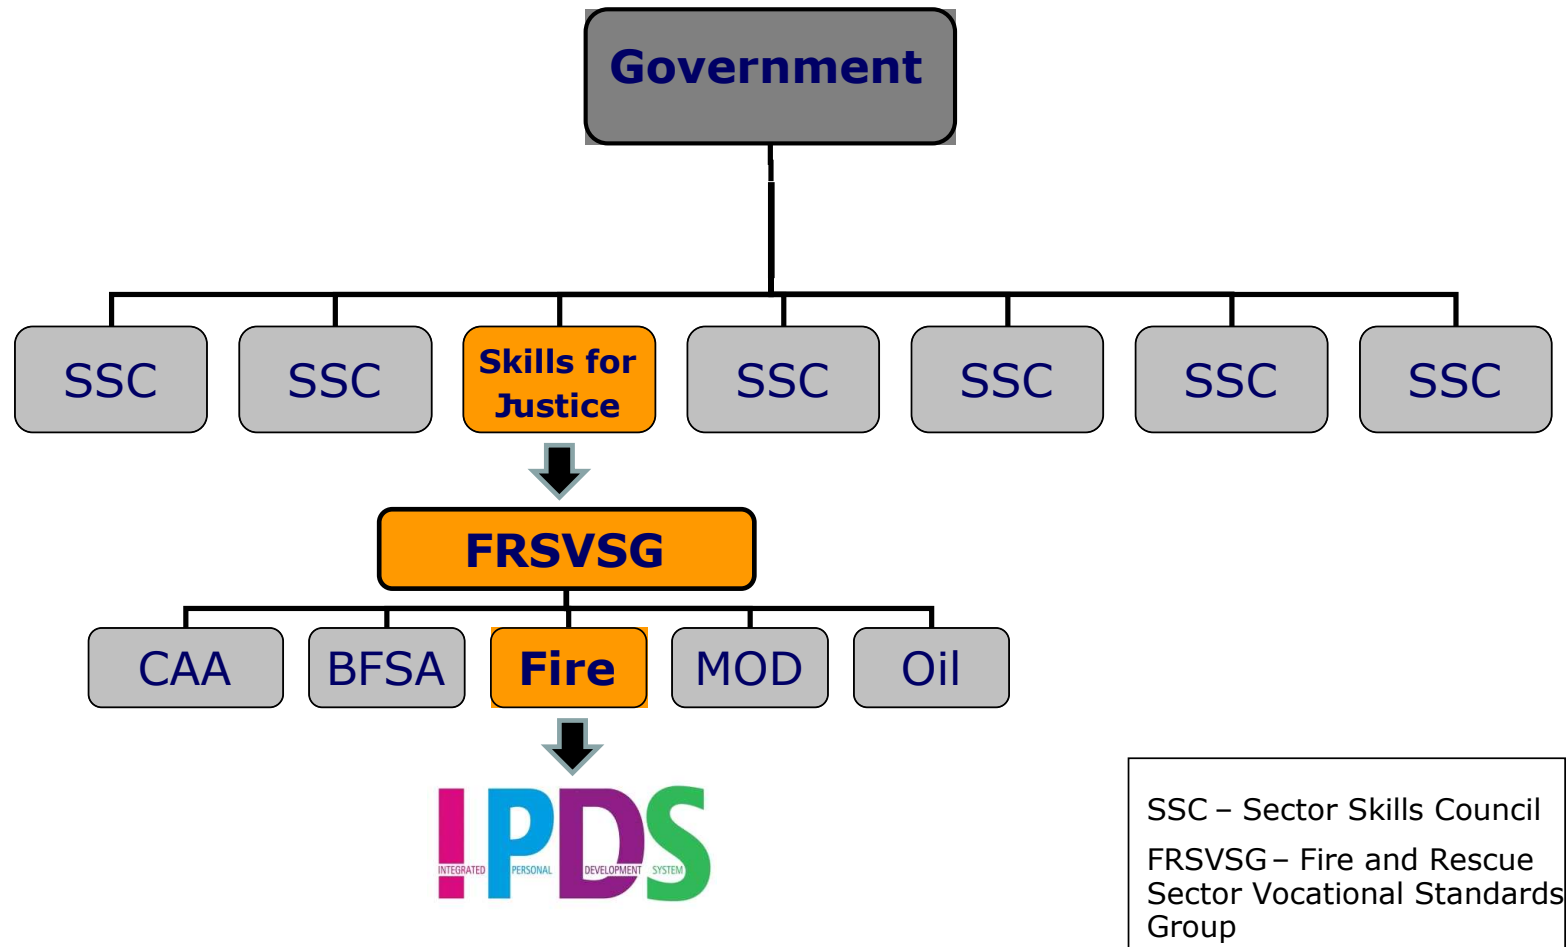 Government
SSC
SSC
Skills for
Justice
SSC
SSC
SSC
SSC
FRSVSG
CAA
BFSA
Fire
MOD
Oil
IPDS
INTEGRATED PERSONAL DEVELOPMENT SYSTEM
SSC – Sector Skills Council
FRSVSG – Fire and Rescue
Sector Vocational Standards
Group